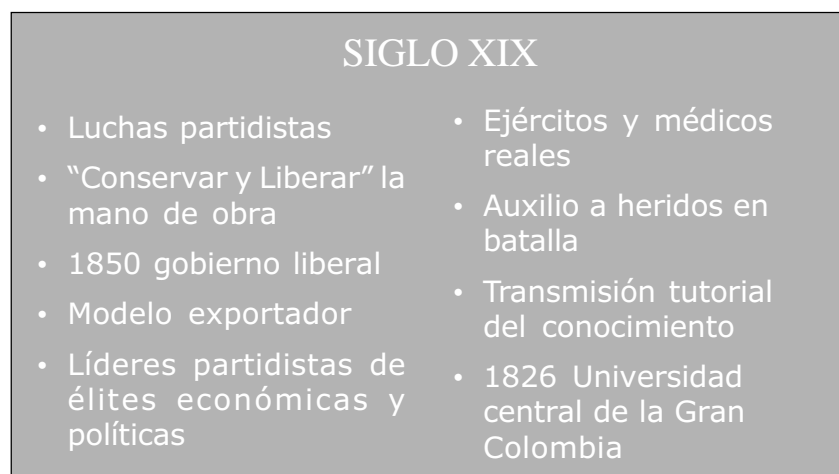 SIGLO XIX
• Luchas partidistas
• “Conservar y Liberar” la
mano de obra
• 1850 gobierno liberal
• Modelo exportador
• Líderes partidistas de
élites económicas y
políticas
• Ejércitos y médicos
reales
• Auxilio a heridos en
batalla
• Transmisión tutorial
del conocimiento
• 1826 Universidad
central de la Gran
Colombia